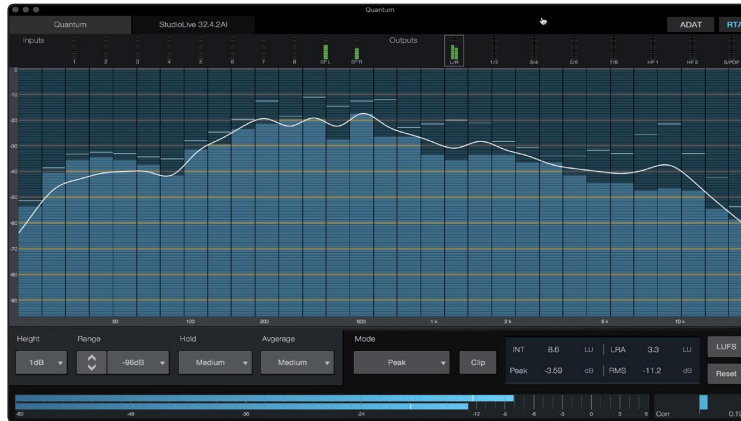 Quantum
Quantum StudioLive 32.4.2AI ADAT RTA
Inputs Outputs
1 2 3 4 5 6 7 8 SP L SP R L/R 1/2 3/4 5/6 7/8 HP 1 HP 2 S/PDIF
0
-10
-20
-30
-40
-50
-60
-70
-80
-90
50 100 200 500 1 k 2 k 5 k 10 k
Height Range Hold Avgerage Mode
1dB -96dB Medium Medium Peak Clip
INT 8.6 LU LRA 3.3 LU LUFS
Peak -3.59 dB RMS -11.2 dB Reset
-60 -36 -24 -12 -9 -6 -3 0 3 6 Corr 0.19